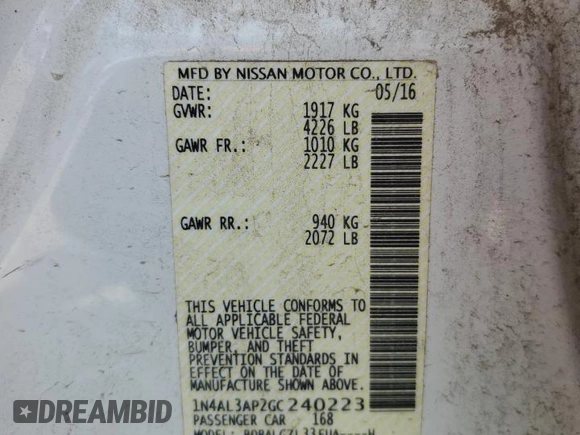 MFD BY NISSAN MOTOR CO., LTD.
DATE: 05/16
GVWR: 1917 KG
4226 LB
GAWR FR: 1010 KG
2227 LB
GAWR RR: 940 KG
2072 LB
THIS VEHICLE CONFORMS TO
ALL APPLICABLE FEDERAL
MOTOR VEHICLE SAFETY,
BUMPER, AND THEFT
PREVENTION STANDARDS IN
EFFECT ON THE DATE OF
MANUFACTURE SHOWN ABOVE.
1N4AL3AP2GC240223
PASSENGER CAR 168
MODEL:
DREAMBID